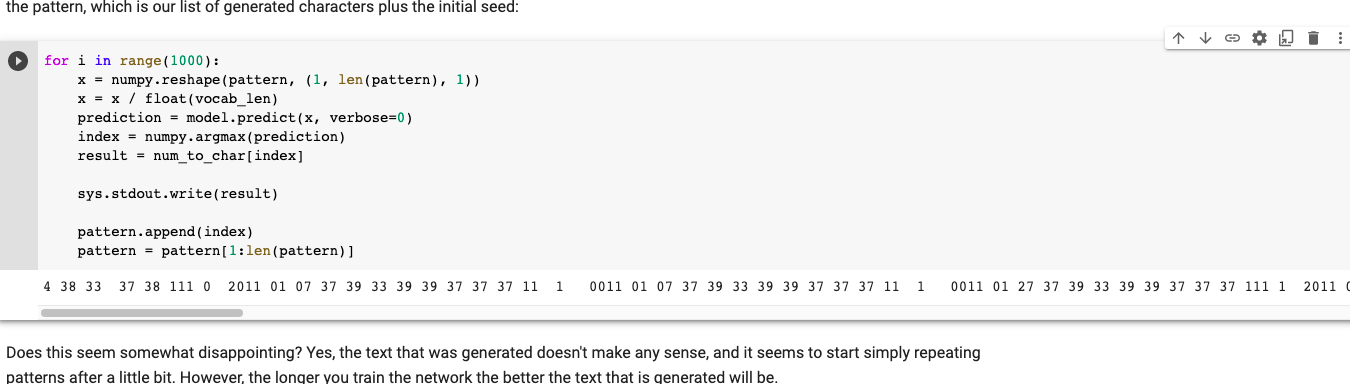 the pattern, which is our list of generated characters plus the initial seed:
for i in range(1000):
    x = numpy.reshape(pattern, (1, len(pattern), 1))
    x = x / float(vocab_len)
    prediction = model.predict(x, verbose=0)
    index = numpy.argmax(prediction)
    result = num_to_char[index]

    sys.stdout.write(result)

    pattern.append(index)
    pattern = pattern[1:len(pattern)]
4 38 33  37 38 111 0  2011 01 07 37 39 33 39 39 37 37 37 11  1   0011 01 07 37 39 33 39 39 37 37 37 11  1   0011 01 27 37 39 33 39 39 37 37 37 111 1  2011
Does this seem somewhat disappointing? Yes, the text that was generated doesn't make any sense, and it seems to start simply repeating
patterns after a little bit. However, the longer you train the network the better the text that is generated will be.